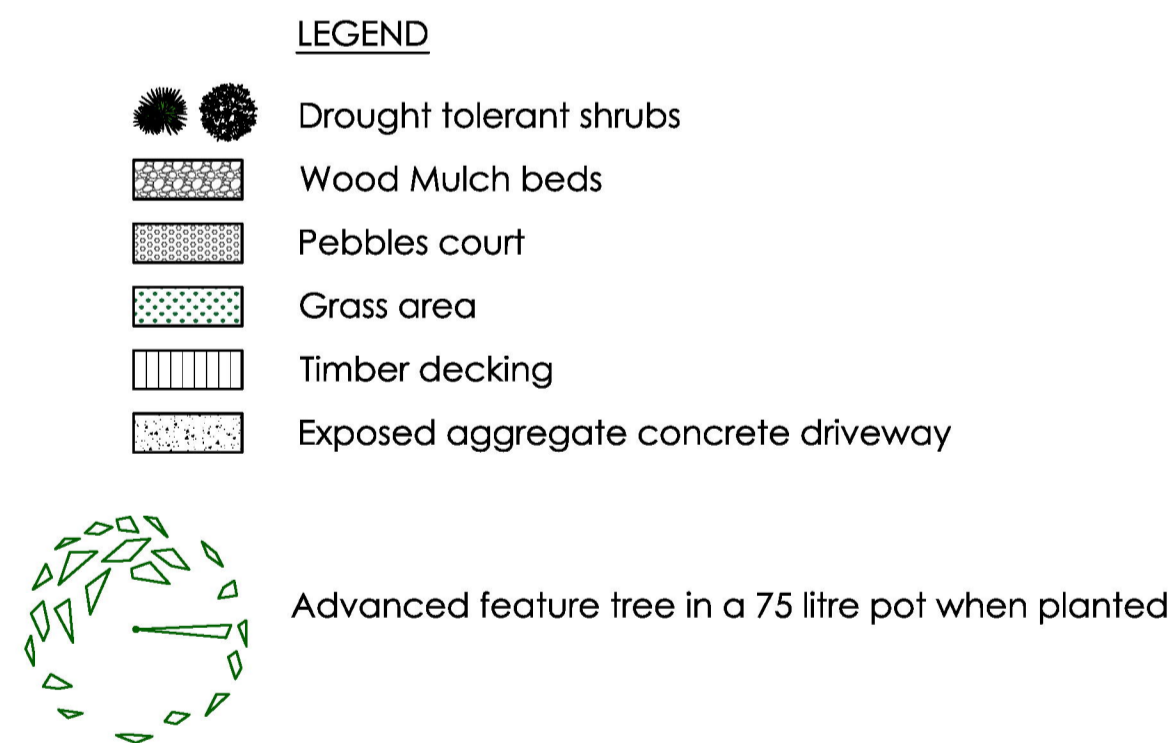 LEGEND
Drought tolerant shrubs
Wood Mulch beds
Pebbles court
Grass area
Timber decking
Exposed aggregate concrete driveway
Advanced feature tree in a 75 litre pot when planted